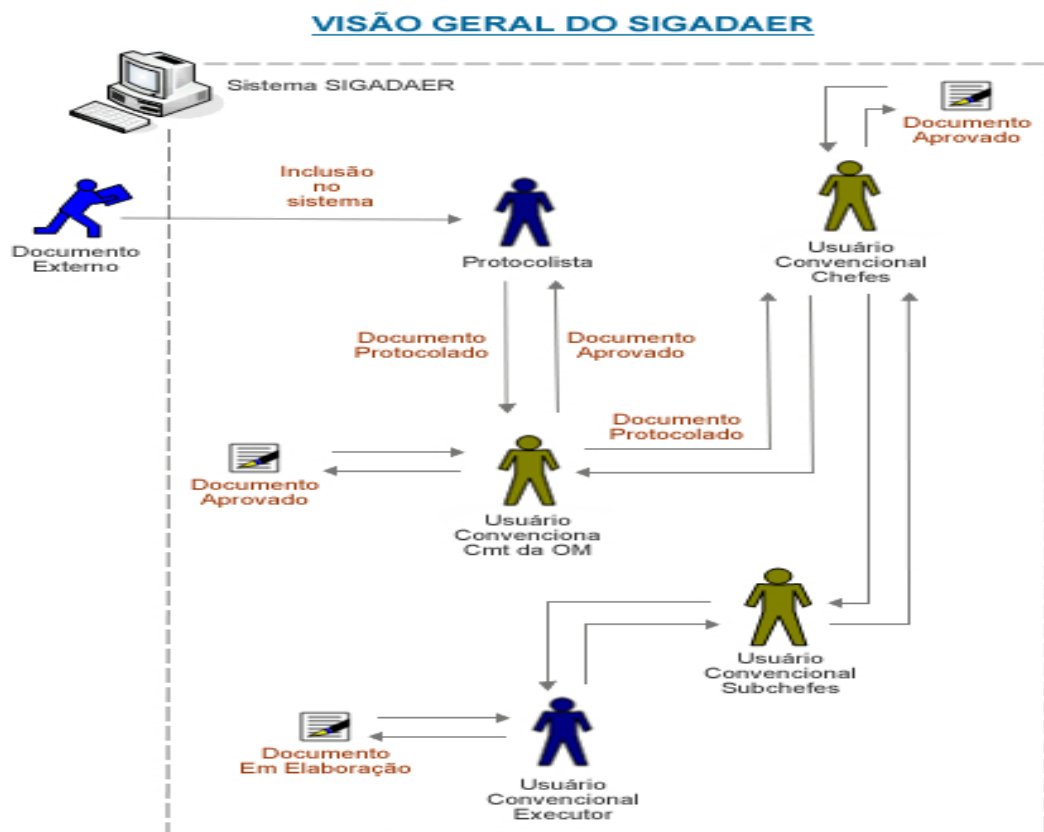 VISÃO GERAL DO SIGADAER
Sistema SIGADAER
Documento
Aprovado
Inclusão
no
sistema
Documento
Externo
Protocolista
Usuário
Convencional
Chefes
Documento
Protocolado
Documento
Aprovado
Documento
Protocolado
Documento
Aprovado
Usuário
Convenciona
Cmt da OM
Usuário
Convencional
Subchefes
Documento
Em Elaboração
Usuário
Convencional
Executor